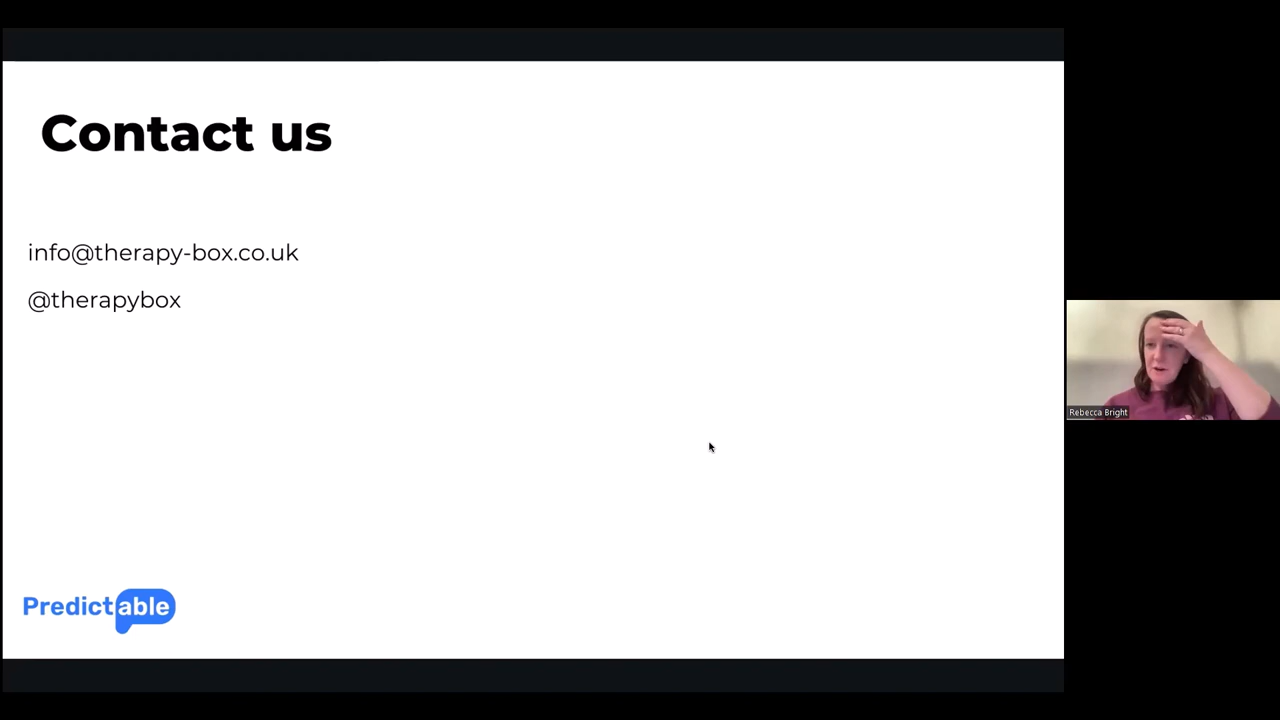 Contact us
info@therapy-box.co.uk
@therapybox
Rebecca Bright
Predictable